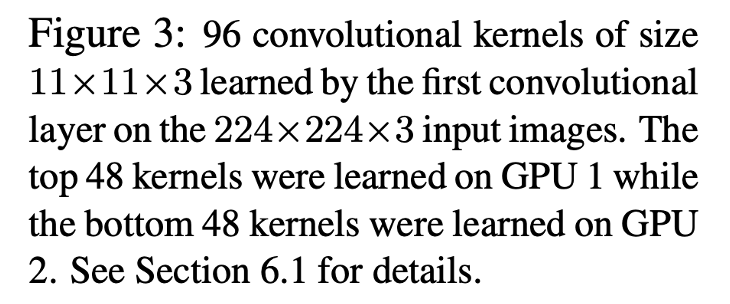 Figure 3: 96 convolutional kernels of size
11×11×3 learned by the first convolutional
layer on the 224×224×3 input images. The
top 48 kernels were learned on GPU 1 while
the bottom 48 kernels were learned on GPU
2. See Section 6.1 for details.